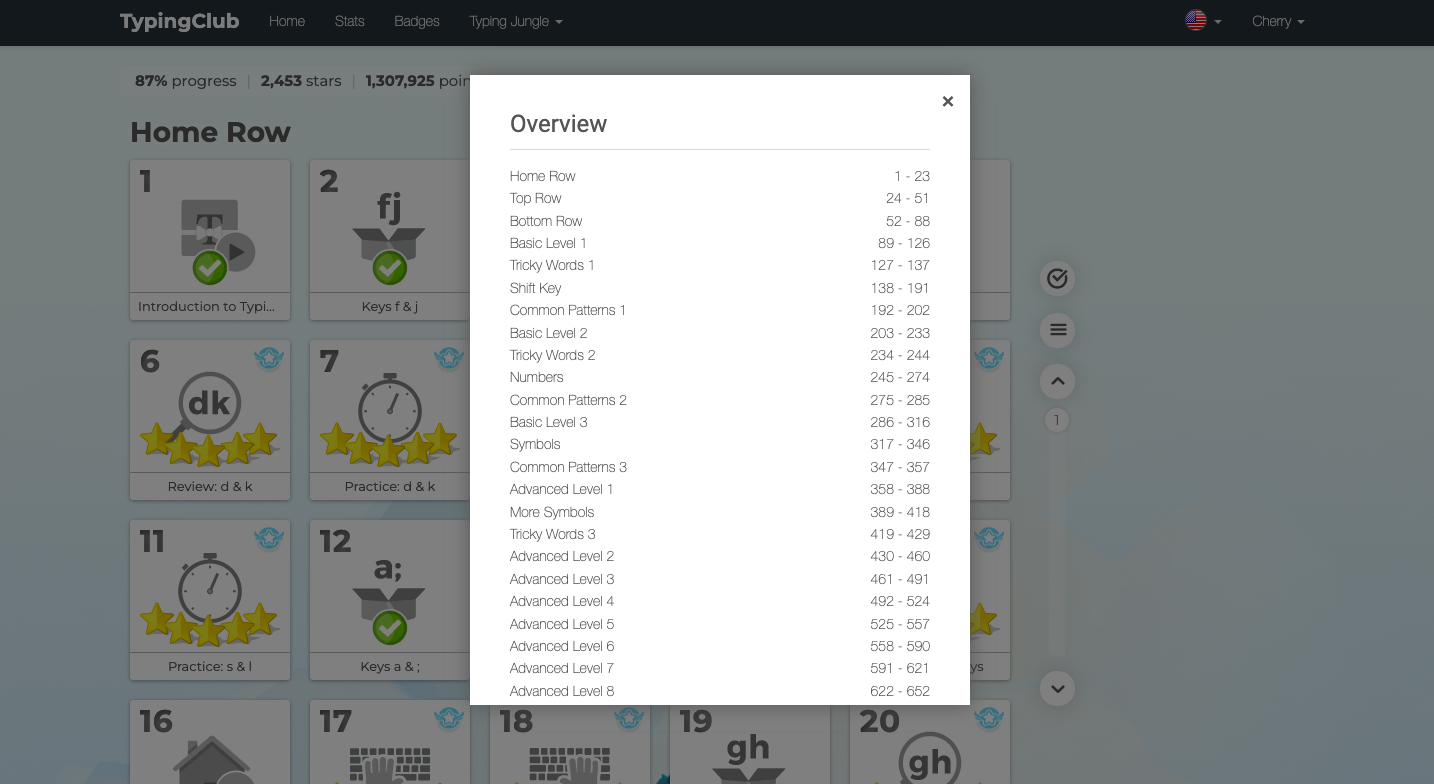 TypingClub Home Stats Badges Typing Jungle Cherry
87% progress | 2,453 stars | 1,307,925
Home Row
1
T
Introduction to Typi...
2
fj
Keys f & j
6
dk
Review: d & k
7
Practice: d & k
11
Practice: s & l
12
a;
Keys a & ;
16
17
18
19
gh
20
gh
1
×
Overview
Home Row 1 - 23
Top Row 24 - 51
Bottom Row 52 - 88
Basic Level 1 89 - 126
Tricky Words 1 127 - 137
Shift Key 138 - 191
Common Patterns 1 192 - 202
Basic Level 2 203 - 233
Tricky Words 2 234 - 244
Numbers 245 - 274
Common Patterns 2 275 - 285
Basic Level 3 286 - 316
Symbols 317 - 346
Common Patterns 3 347 - 357
Advanced Level 1 358 - 388
More Symbols 389 - 418
Tricky Words 3 419 - 429
Advanced Level 2 430 - 460
Advanced Level 3 461 - 491
Advanced Level 4 492 - 524
Advanced Level 5 525 - 557
Advanced Level 6 558 - 590
Advanced Level 7 591 - 621
Advanced Level 8 622 - 652